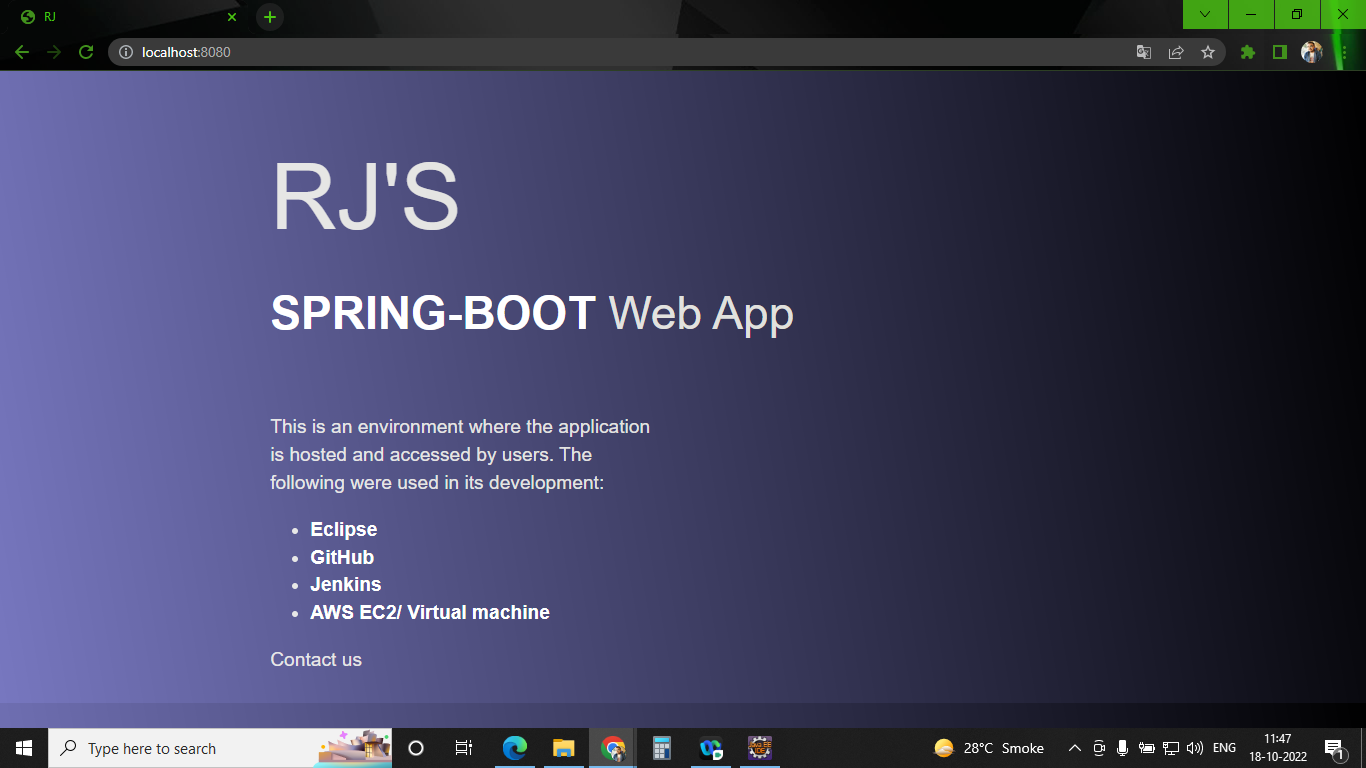 RJ
localhost:8080
RJ'S
SPRING-BOOT Web App
This is an environment where the application
is hosted and accessed by users. The
following were used in its development:
Eclipse
GitHub
Jenkins
AWS EC2/ Virtual machine
Contact us
Type here to search
28°C Smoke
ENG
11:47
18-10-2022
1